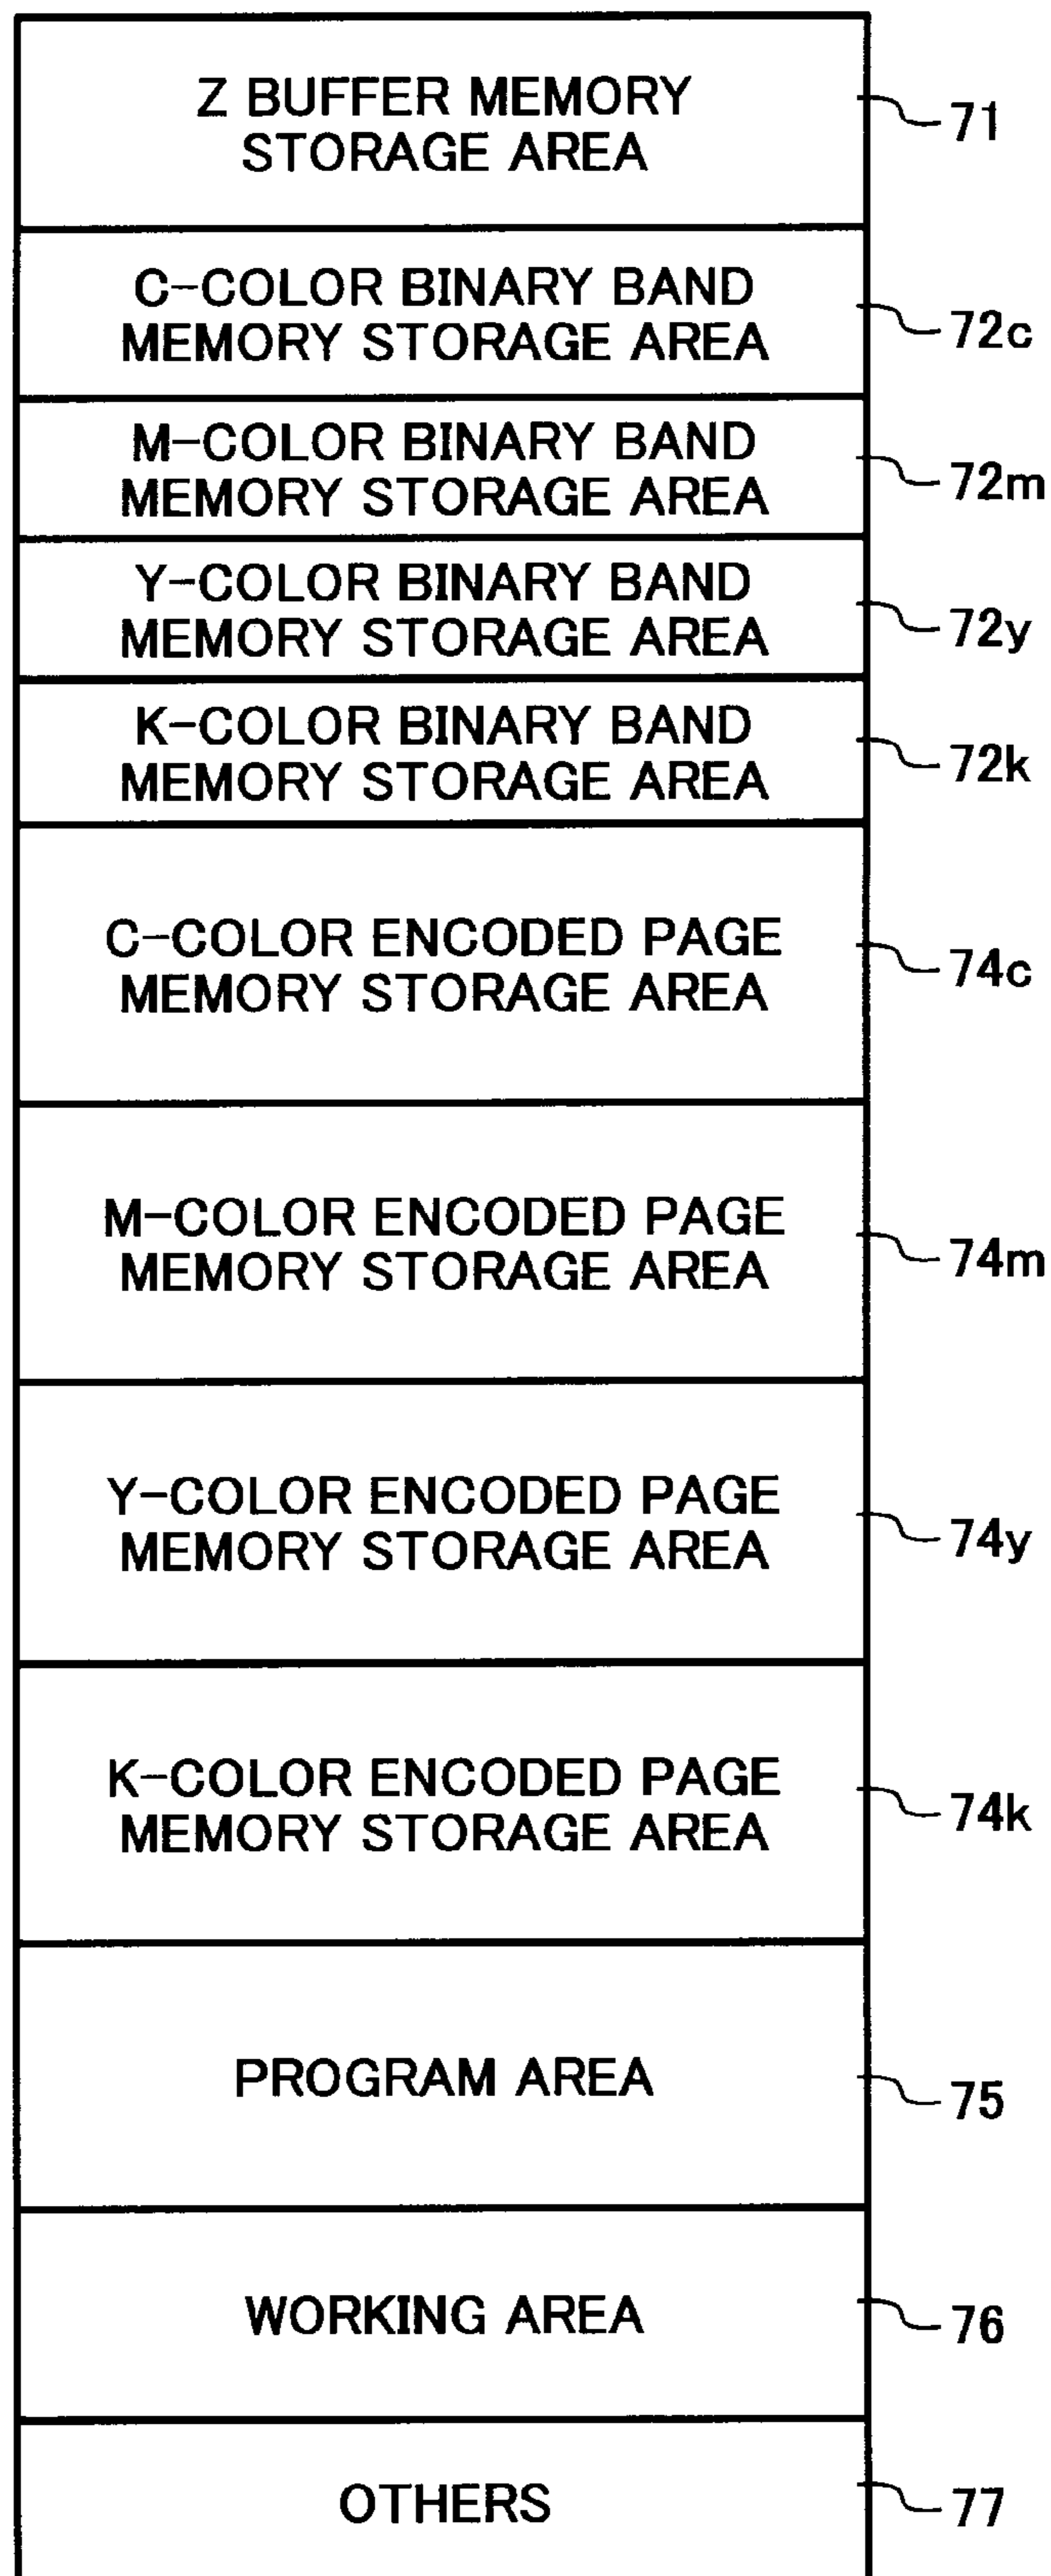 Z BUFFER MEMORY
STORAGE AREA
71
C-COLOR BINARY BAND
MEMORY STORAGE AREA
72c
M-COLOR BINARY BAND
MEMORY STORAGE AREA
72m
Y-COLOR BINARY BAND
MEMORY STORAGE AREA
72y
K-COLOR BINARY BAND
MEMORY STORAGE AREA
72k
C-COLOR ENCODED PAGE
MEMORY STORAGE AREA
74c
M-COLOR ENCODED PAGE
MEMORY STORAGE AREA
74m
Y-COLOR ENCODED PAGE
MEMORY STORAGE AREA
74y
K-COLOR ENCODED PAGE
MEMORY STORAGE AREA
74k
PROGRAM AREA
75
WORKING AREA
76
OTHERS
77